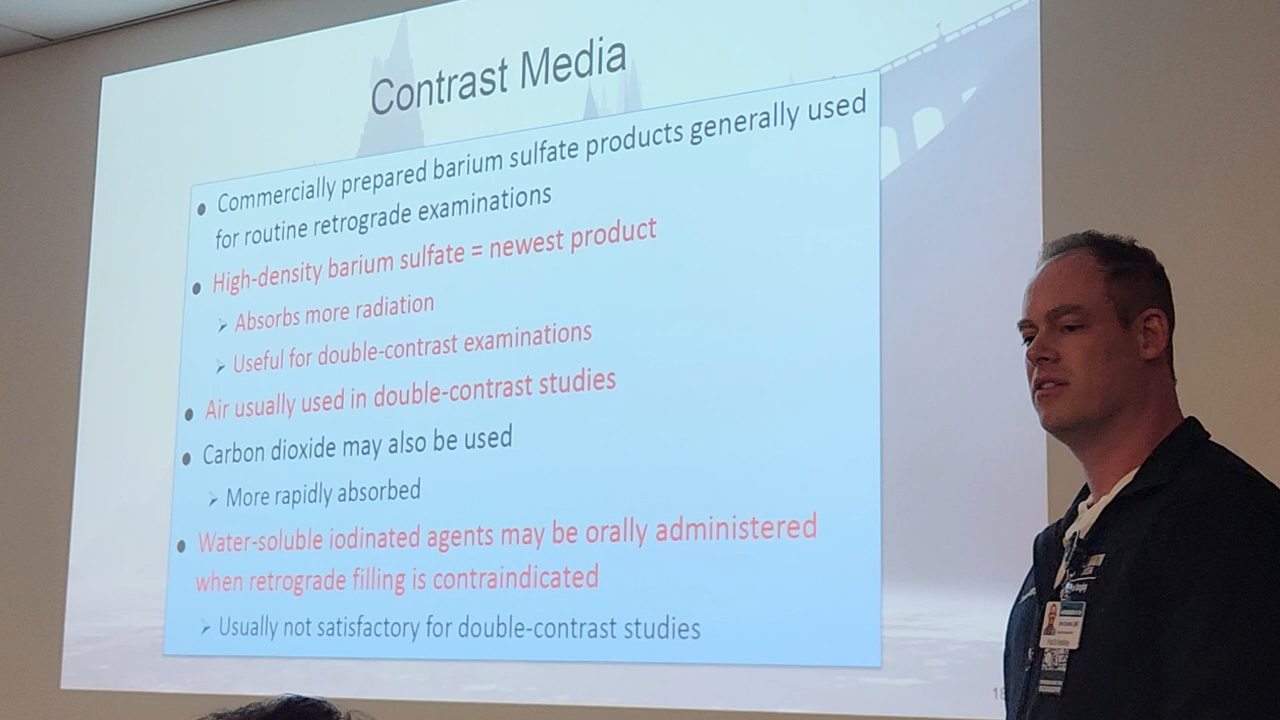 Contrast Media
● Commercially prepared barium sulfate products generally used
for routine retrograde examinations
● High-density barium sulfate = newest product
➢ Absorbs more radiation
➢ Useful for double-contrast examinations
● Air usually used in double-contrast studies
● Carbon dioxide may also be used
➢ More rapidly absorbed
● Water-soluble iodinated agents may be orally administered
when retrograde filling is contraindicated
➢ Usually not satisfactory for double-contrast studies